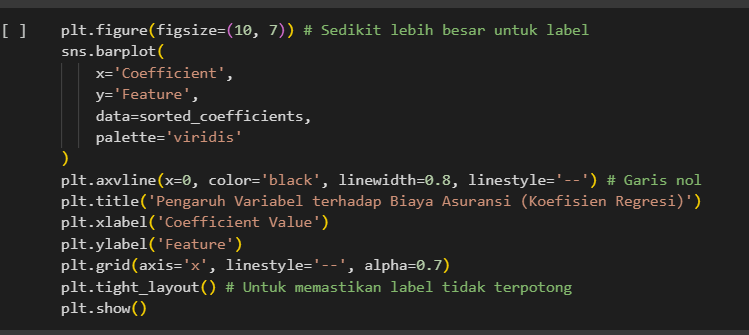 [ ] plt.figure(figsize=(10, 7)) # Sedikit lebih besar untuk label
sns.barplot(
    x='Coefficient',
    y='Feature',
    data=sorted_coefficients,
    palette='viridis'
)
plt.axvline(x=0, color='black', linewidth=0.8, linestyle='--') # Garis nol
plt.title('Pengaruh Variabel terhadap Biaya Asuransi (Koefisien Regresi)')
plt.xlabel('Coefficient Value')
plt.ylabel('Feature')
plt.grid(axis='x', linestyle='--', alpha=0.7)
plt.tight_layout() # Untuk memastikan label tidak terpotong
plt.show()